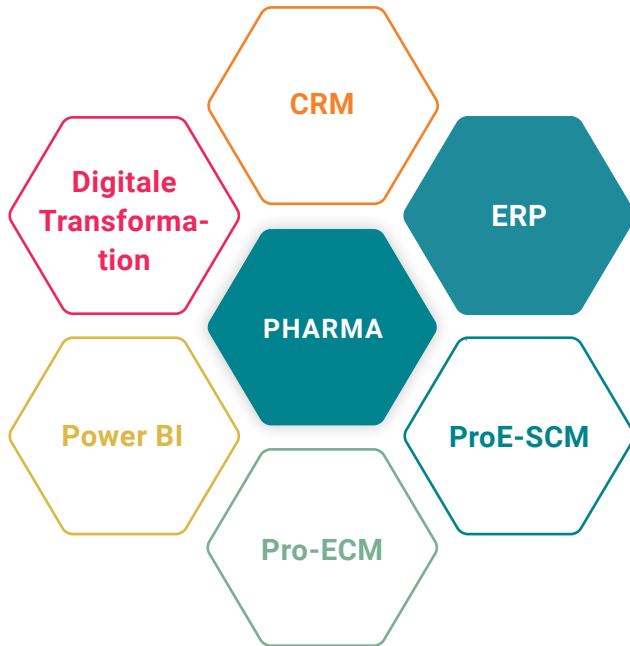 CRM
Digitale
Transforma-
tion
ERP
PHARMA
Power BI
ProE-SCM
Pro-ECM